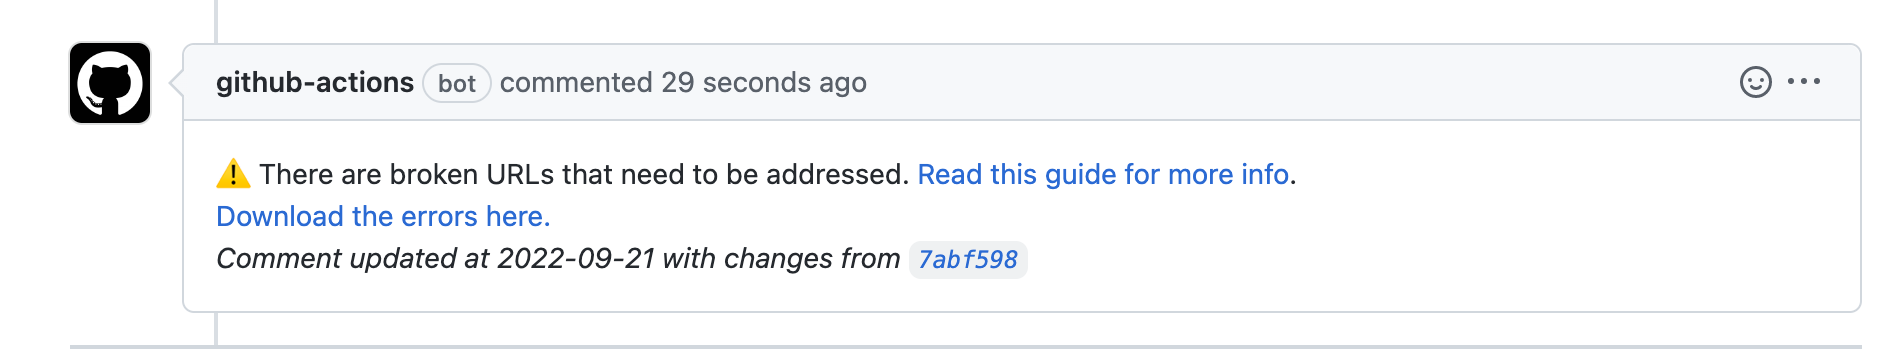 github-actions bot commented 29 seconds ago
⚠️ There are broken URLs that need to be addressed. Read this guide for more info.
Download the errors here.
Comment updated at 2022-09-21 with changes from 7abf598